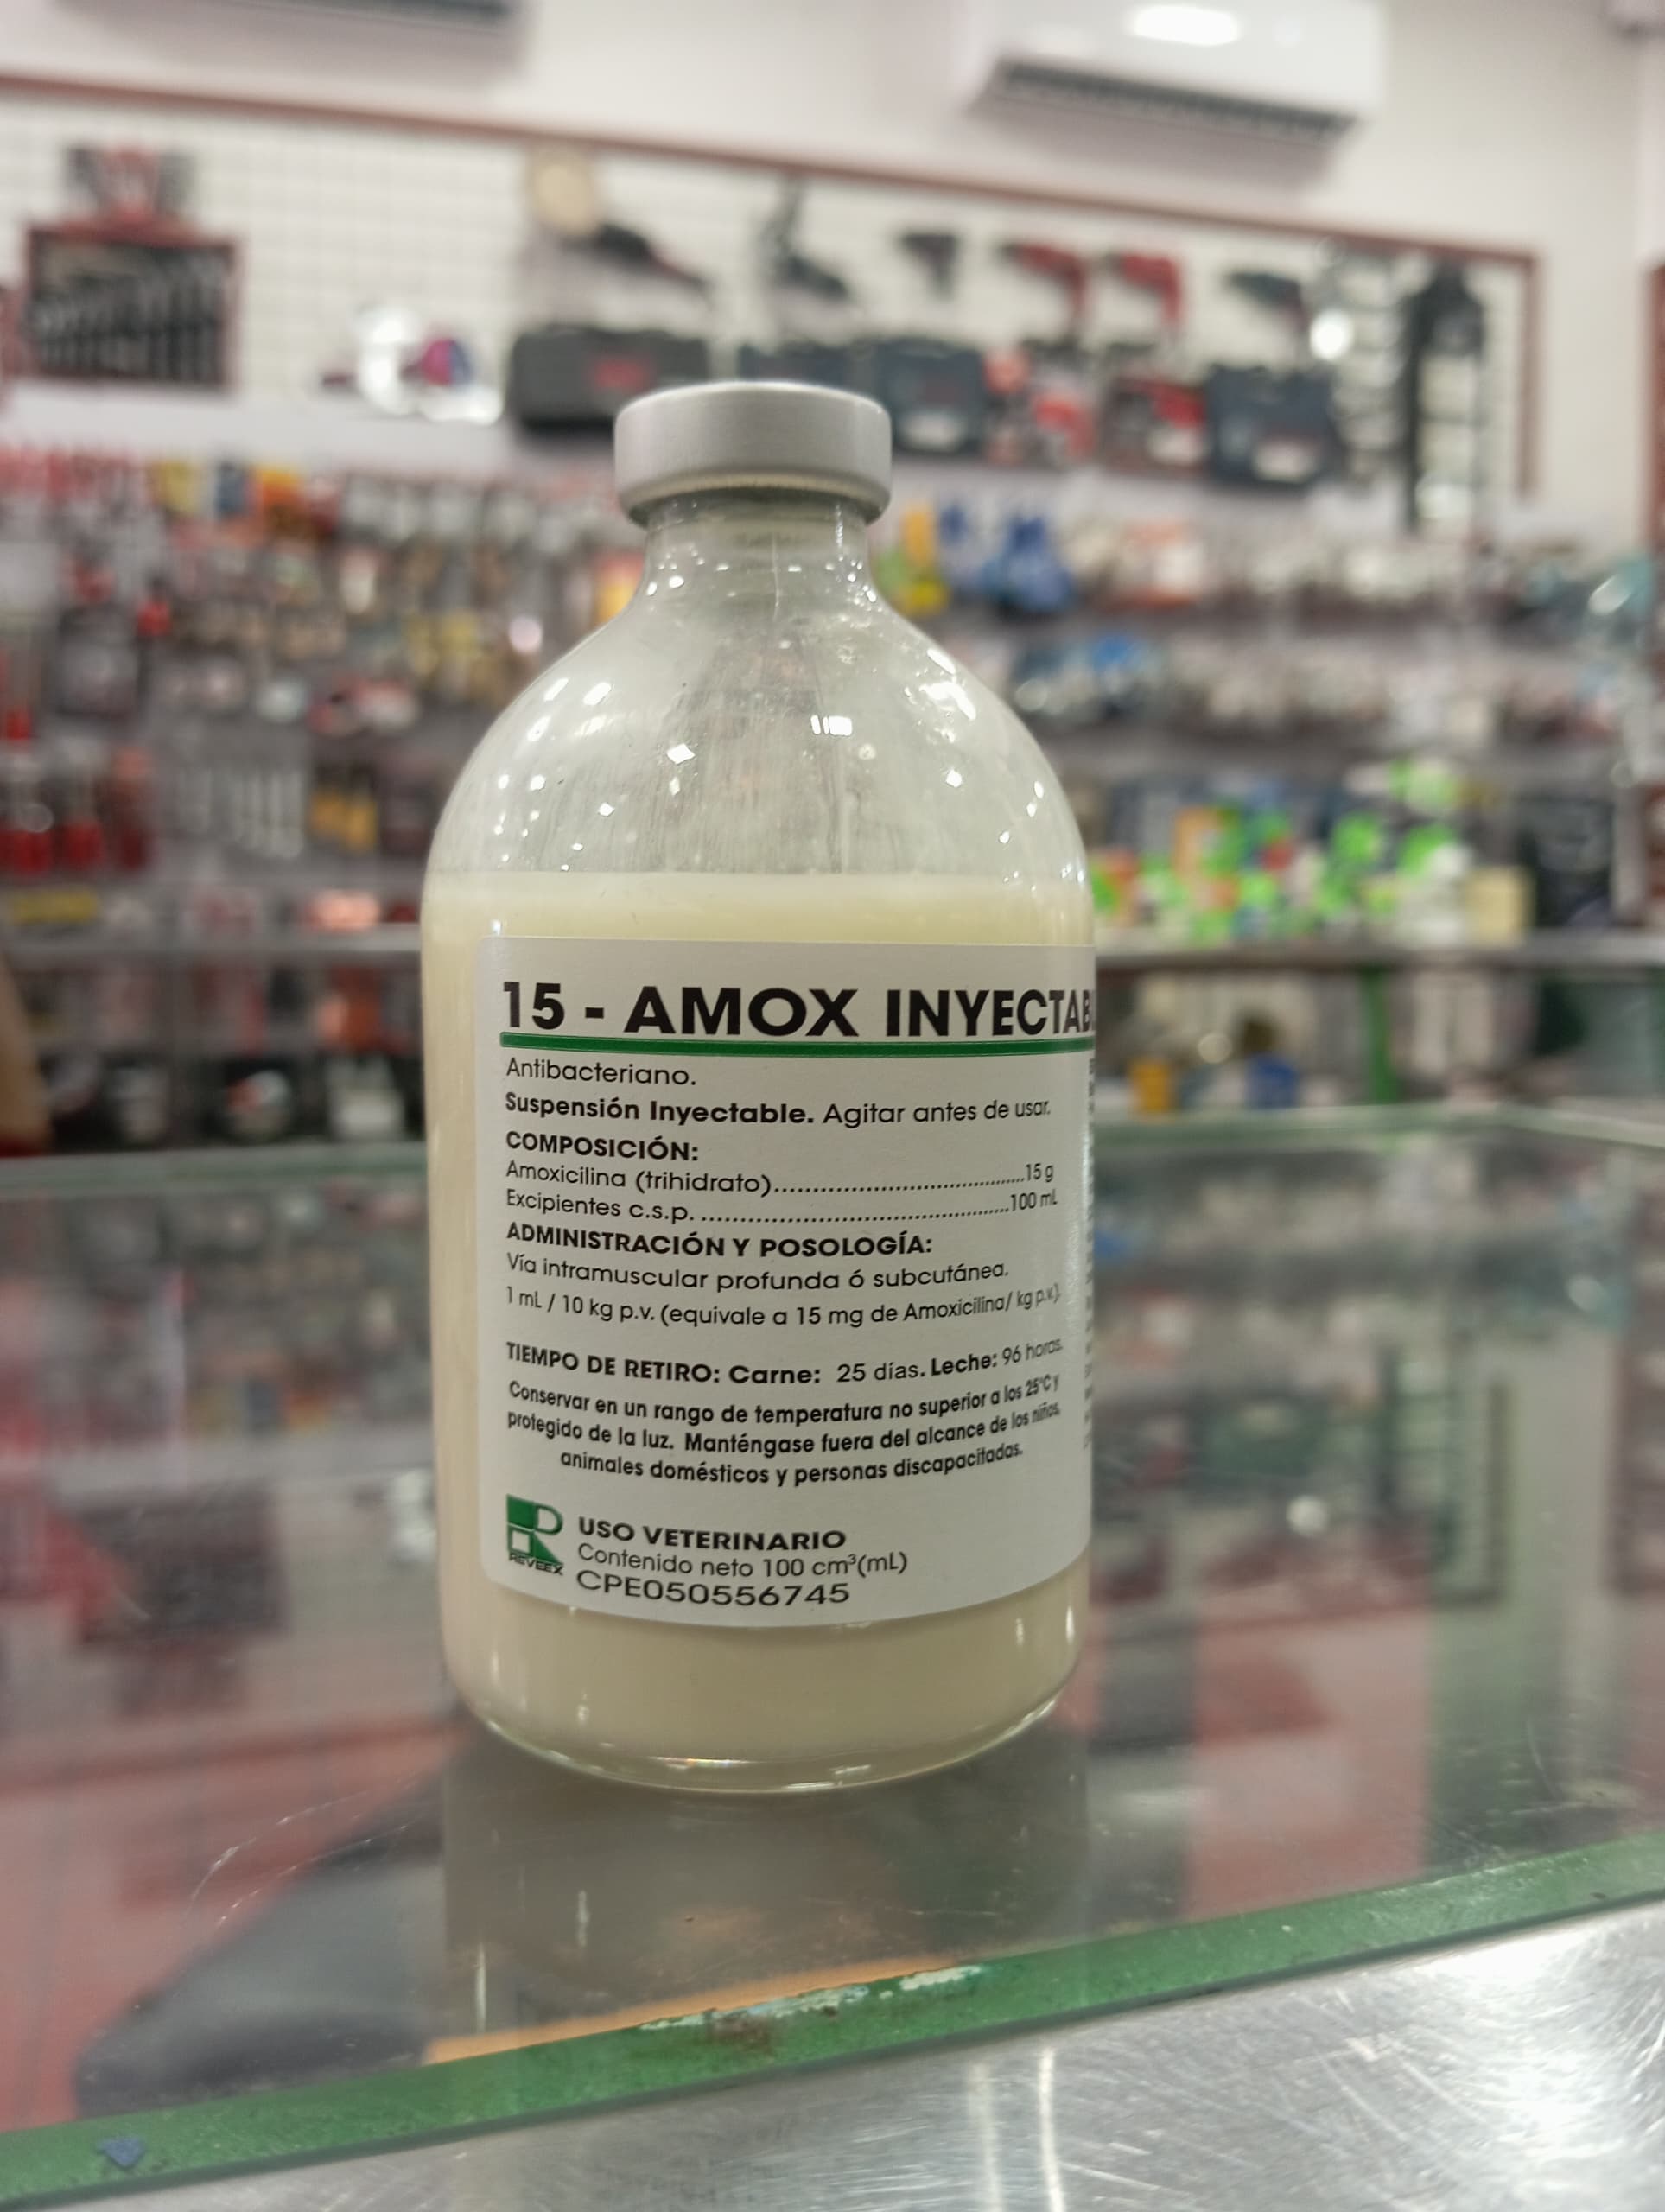 15 - AMOX INYECTAB
Antibacteriano.
Suspensión Inyectable. Agitar antes de usar.
COMPOSICIÓN:
Amoxicilina (trihidrato)........................................15 g
Excipientes c.s.p. ................................................100 mL
ADMINISTRACIÓN Y POSOLOGÍA:
Vía intramuscular profunda ó subcutánea.
1 mL / 10 kg p.v. (equivale a 15 mg de Amoxicilina/ kg p.v.).
TIEMPO DE RETIRO: Carne: 25 días. Leche: 96 horas.
Conservar en un rango de temperatura no superior a los 25°C y
protegido de la luz. Manténgase fuera del alcance de los niños,
animales domésticos y personas discapacitadas.
REVEEX
USO VETERINARIO
Contenido neto 100 cm³(mL)
CPE050556745